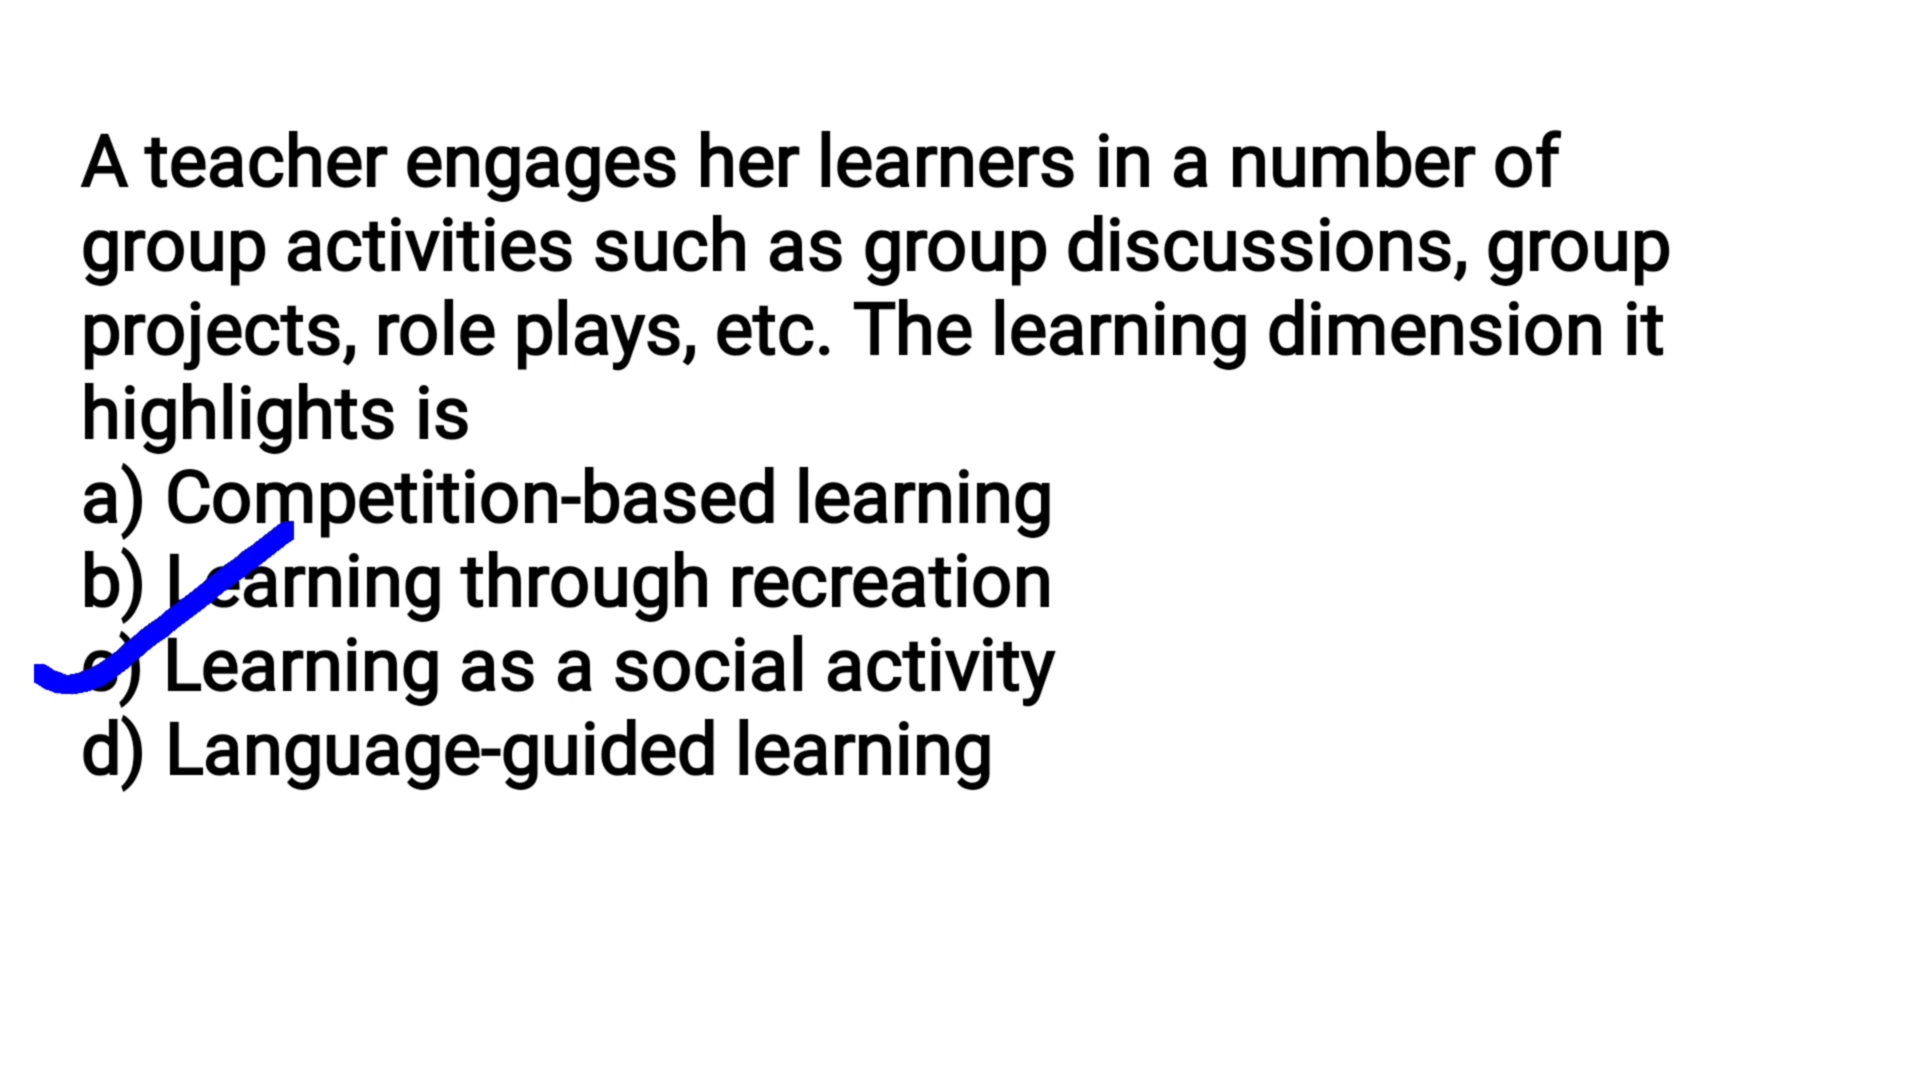 A teacher engages her learners in a number of
group activities such as group discussions, group
projects, role plays, etc. The learning dimension it
highlights is
a) Competition-based learning
b) Learning through recreation
c) Learning as a social activity
d) Language-guided learning